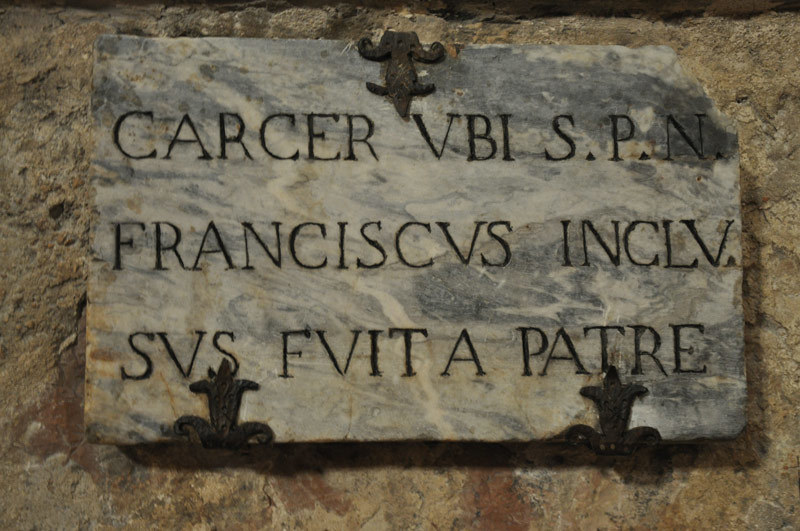 CARCER VBI S.P.N.
FRANCISCVS INCLV.
SVS FVIT A PATRE